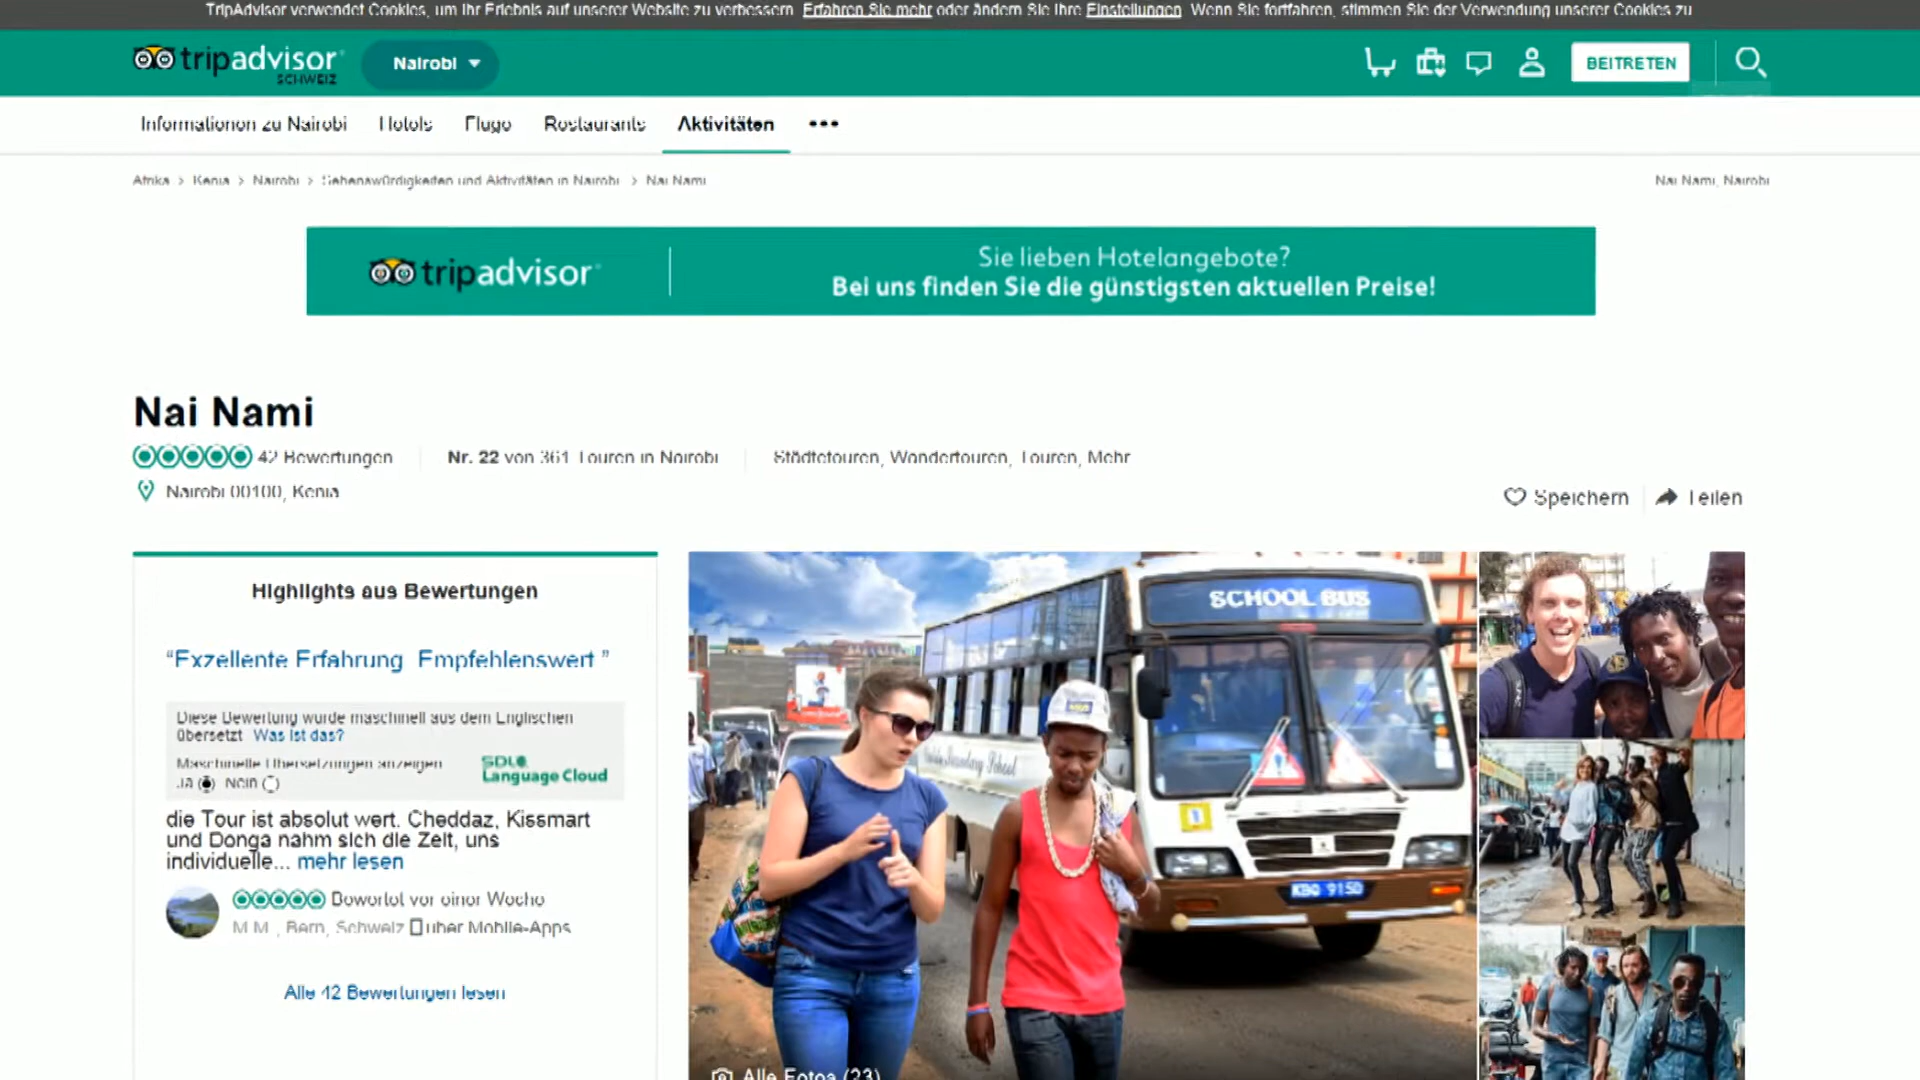 TripAdvisor verwendet Cookies, um Ihr Erlebnis auf unserer Website zu verbessern. Erfahren Sie mehr oder ändern Sie Ihre Einstellungen. Wenn Sie fortfahren, stimmen Sie der Verwendung unserer Cookies zu
tripadvisor
SCHWEIZ
Nairobi
BEITRETEN
Informationen zu Nairobi Hotels Flüge Restaurants Aktivitäten •••
Afrika > Kenia > Nairobi > Sehenswürdigkeiten und Aktivitäten in Nairobi > Nai Nami
Nai Nami, Nairobi
tripadvisor
Sie lieben Hotelangebote?
Bei uns finden Sie die günstigsten aktuellen Preise!
Nai Nami
42 Bewertungen Nr. 22 von 361 Touren in Nairobi Städtetouren, Wandertouren, Touren, Mehr
Nairobi 00100, Kenia
Speichern Teilen
Highlights aus Bewertungen
“Exzellente Erfahrung Empfehlenswert ”
Diese Bewertung wurde maschinell aus dem Englischen
übersetzt Was ist das?
Maschinelle Übersetzungen anzeigen
Ja Nein
SDL
Language Cloud
die Tour ist absolut wert. Cheddaz, Kissmart
und Donga nahm sich die Zeit, uns
individuelle... mehr lesen
Bewertet vor einer Woche
M M , Bern, Schweiz über Mobile-Apps
Alle 42 Bewertungen lesen
SCHOOL BUS
Secondary School
KBQ 915D
Alle Fotos (23)